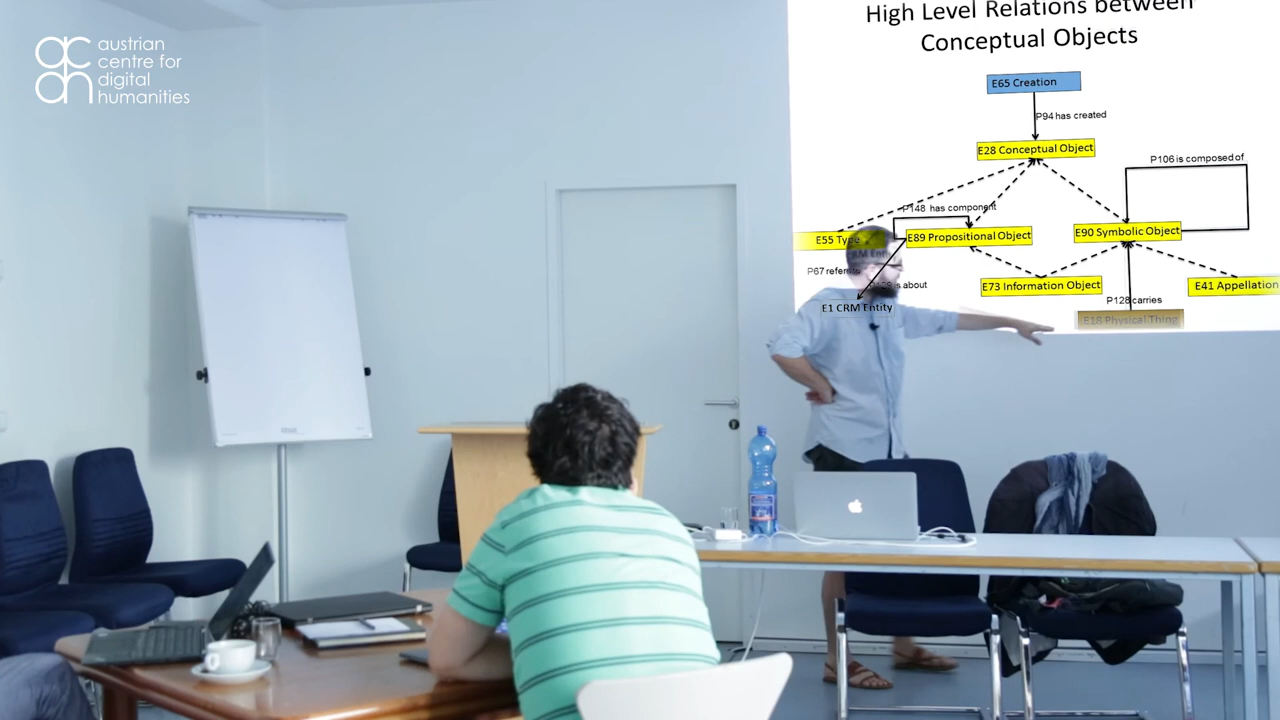 austrian
centre for
digital
humanities
High Level Relations between
Conceptual Objects
E65 Creation
P94 has created
E28 Conceptual Object
P106 is composed of
P148 has component
E55 Type
E89 Propositional Object
E90 Symbolic Object
P67 refers
is about
E73 Information Object
E41 Appellation
P128 carries
E1 CRM Entity
E18 Physical Thing